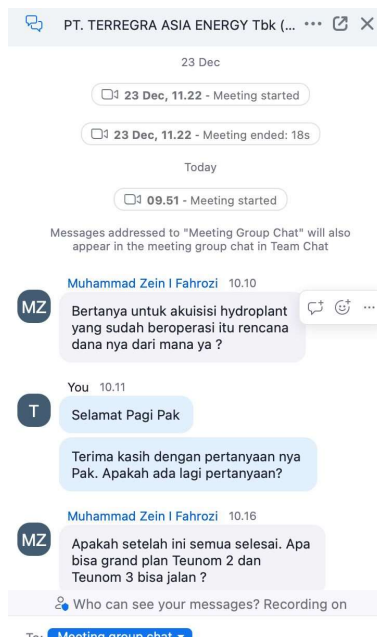 PT. TERREGRA ASIA ENERGY Tbk (...
23 Dec
23 Dec, 11.22 - Meeting started
23 Dec, 11.22 - Meeting ended: 18s
Today
09.51 - Meeting started
Messages addressed to "Meeting Group Chat" will also
appear in the meeting group chat in Team Chat
Muhammad Zein I Fahrozi 10.10
MZ
Bertanya untuk akuisisi hydroplant
yang sudah beroperasi itu rencana
dana nya dari mana ya ?
You 10.11
T
Selamat Pagi Pak
Terima kasih dengan pertanyaan nya
Pak. Apakah ada lagi pertanyaan?
Muhammad Zein I Fahrozi 10.16
MZ
Apakah setelah ini semua selesai. Apa
bisa grand plan Teunom 2 dan
Teunom 3 bisa jalan ?
Who can see your messages? Recording on
To: Meeting group chat